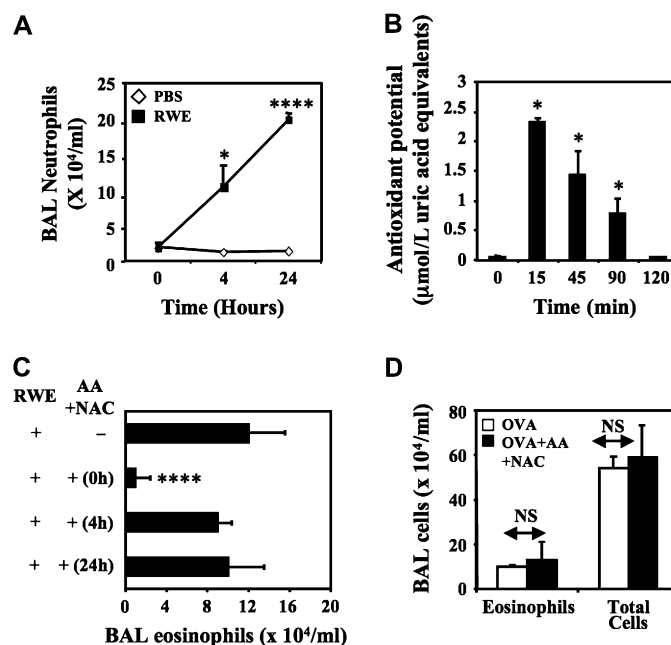 A
PBS
RWE
BAL Neutrophils
(X 10⁴/ml)
25
20
15
10
5
0
*
****
0 4 24
Time (Hours)
B
Antioxidant potential
(µmol/L uric acid equivalents)
3
2.5
2
1.5
1
0.5
0
*
*
*
0 15 45 90 120
Time (min)
C
RWE
AA
+NAC
+ –
+ + (0h)
****
+ + (4h)
+ + (24h)
0 4 8 12 16 20
BAL eosinophils (x 10⁴/ml)
D
BAL cells (x 10⁴/ml)
80
60
40
20
0
OVA
OVA+AA
+NAC
NS
NS
Eosinophils
Total
Cells